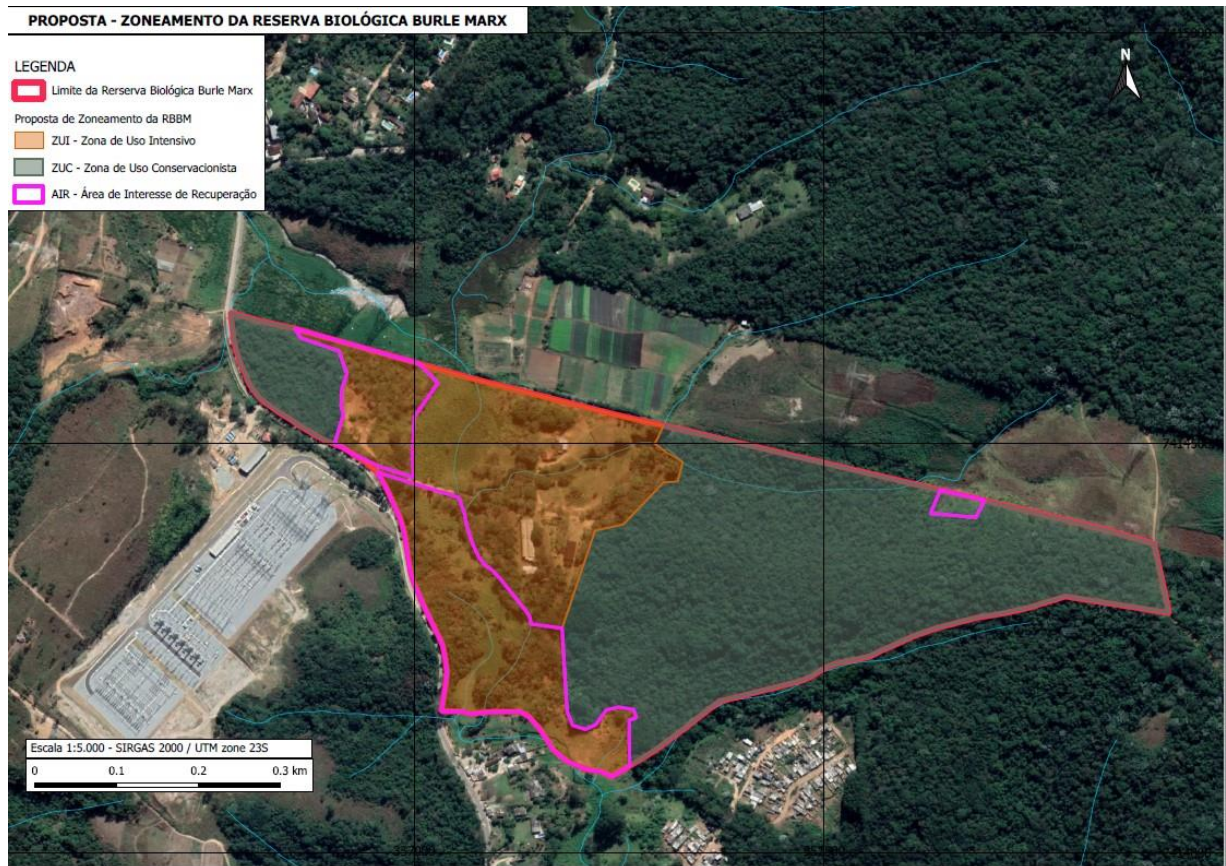 PROPOSTA - ZONEAMENTO DA RESERVA BIOLÓGICA BURLE MARX
LEGENDA
Limite da Rerserva Biológica Burle Marx
Proposta de Zoneamento da RBBM
ZUI - Zona de Uso Intensivo
ZUC - Zona de Uso Conservacionista
AIR - Área de Interesse de Recuperação
N
Escala 1:5.000 - SIRGAS 2000 / UTM zone 23S
0 0.1 0.2 0.3 km